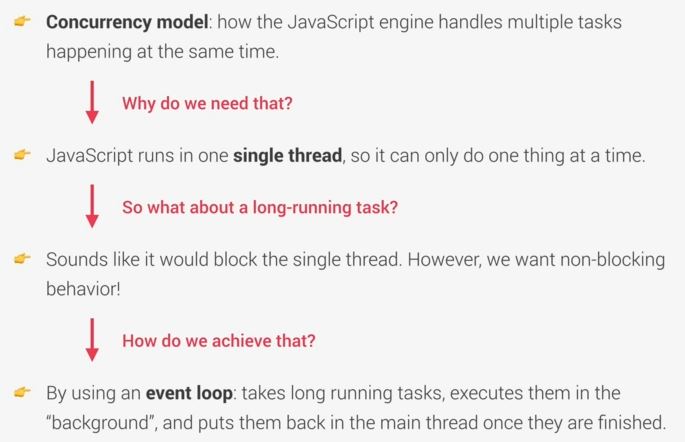 Concurrency model: how the JavaScript engine handles multiple tasks
happening at the same time.
Why do we need that?
JavaScript runs in one single thread, so it can only do one thing at a time.
So what about a long-running task?
Sounds like it would block the single thread. However, we want non-blocking
behavior!
How do we achieve that?
By using an event loop: takes long running tasks, executes them in the
“background”, and puts them back in the main thread once they are finished.